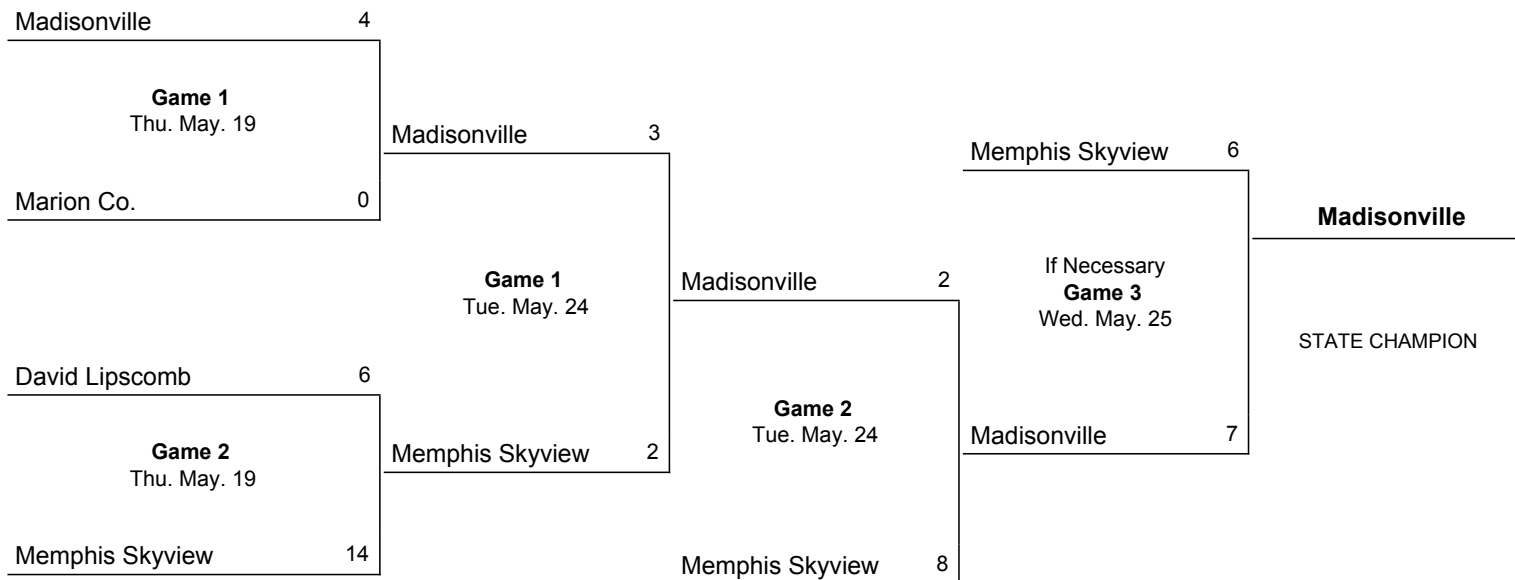 Madisonville 4
Game 1
Thu. May. 19
Marion Co. 0
David Lipscomb 6
Game 2
Thu. May. 19
Memphis Skyview 14
Madisonville 3
Game 1
Tue. May. 24
Memphis Skyview 2
Madisonville 2
Game 2
Tue. May. 24
Memphis Skyview 8
Memphis Skyview 6
If Necessary
Game 3
Wed. May. 25
Madisonville 7
Madisonville
STATE CHAMPION